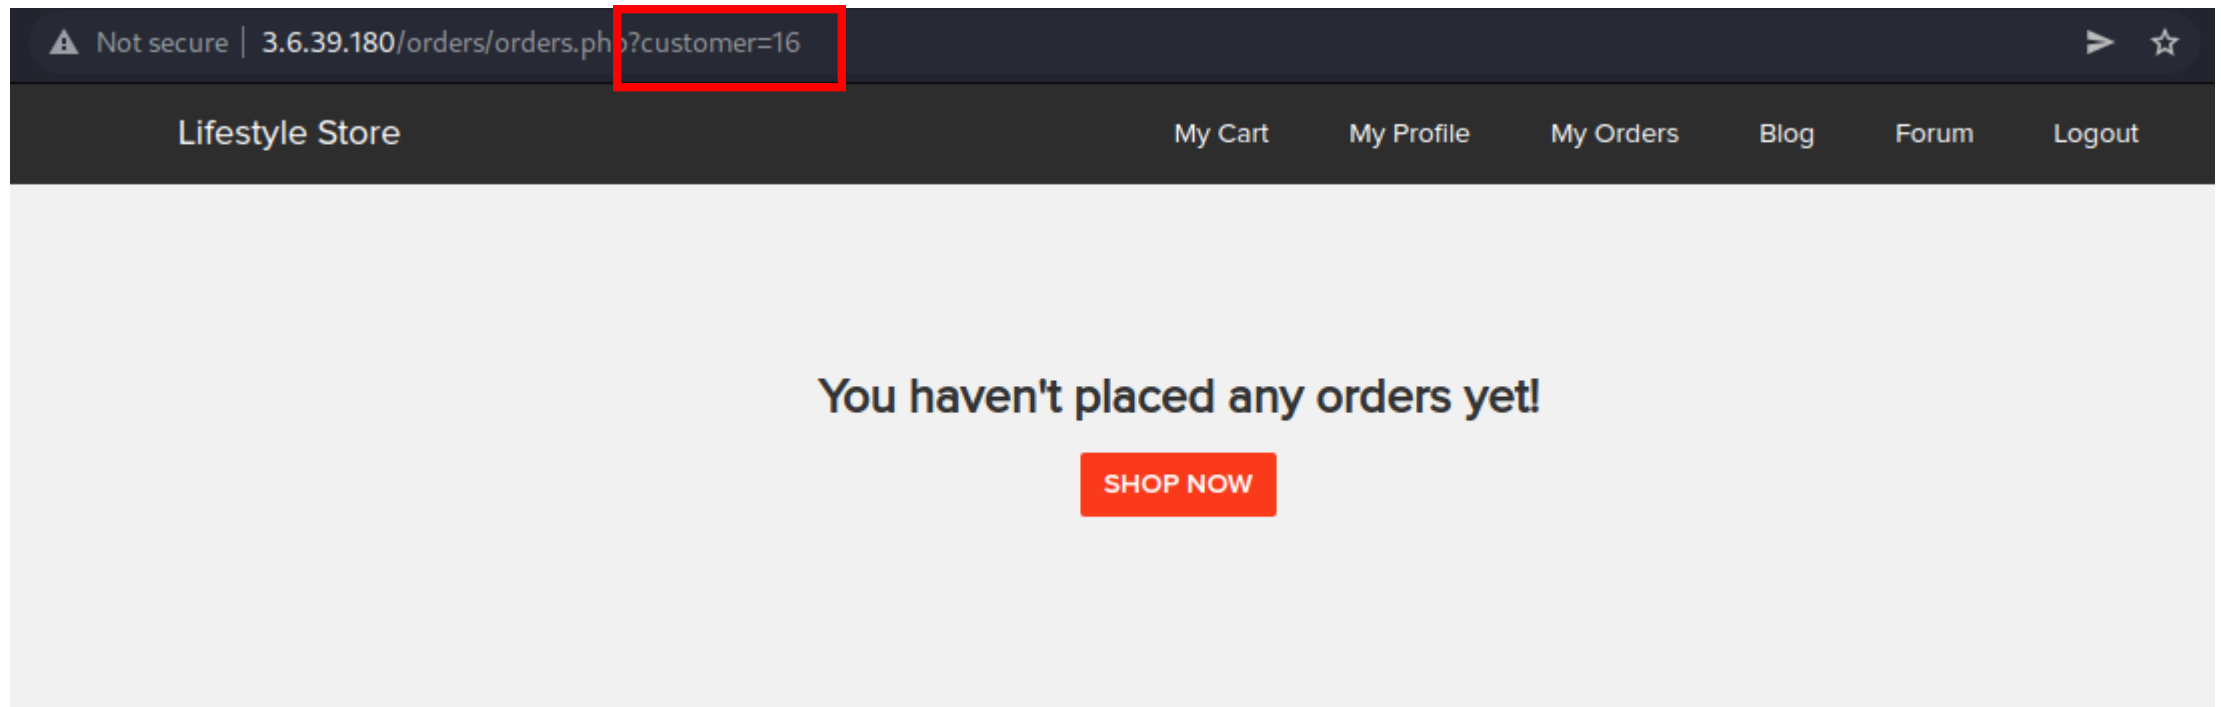 Not secure | 3.6.39.180/orders/orders.php?customer=16
Lifestyle Store My Cart My Profile My Orders Blog Forum Logout
You haven't placed any orders yet!
SHOP NOW